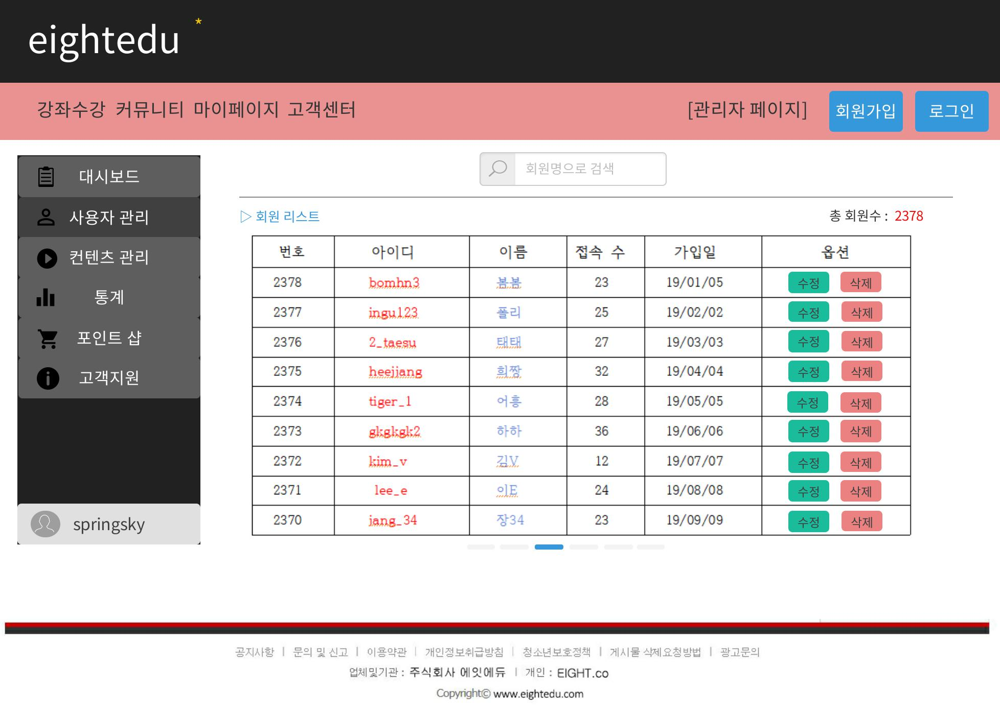 eightedu *
강좌수강 커뮤니티 마이페이지 고객센터 [관리자 페이지] 회원가입 로그인
대시보드
사용자 관리
컨텐츠 관리
통계
포인트 샵
고객지원
springsky
회원명으로 검색
▷ 회원 리스트 총 회원수 : 2378
번호 아이디 이름 접속 수 가입일 옵션
2378 bomhn3 봄봄 23 19/01/05 수정 삭제
2377 ingu123 폴리 25 19/02/02 수정 삭제
2376 2_taesu 태태 27 19/03/03 수정 삭제
2375 heejjang 희짱 32 19/04/04 수정 삭제
2374 tiger_1 어흥 28 19/05/05 수정 삭제
2373 gkgkgk2 하하 36 19/06/06 수정 삭제
2372 kim_v 김V 12 19/07/07 수정 삭제
2371 lee_e 이E 24 19/08/08 수정 삭제
2370 jang_34 장34 23 19/09/09 수정 삭제
공지사항 | 문의 및 신고 | 이용약관 | 개인정보취급방침 | 청소년보호정책 | 게시물 삭제요청방법 | 광고문의
업체및기관 : 주식회사 에잇에듀 | 개인 : EIGHT.co
Copyright© www.eightedu.com